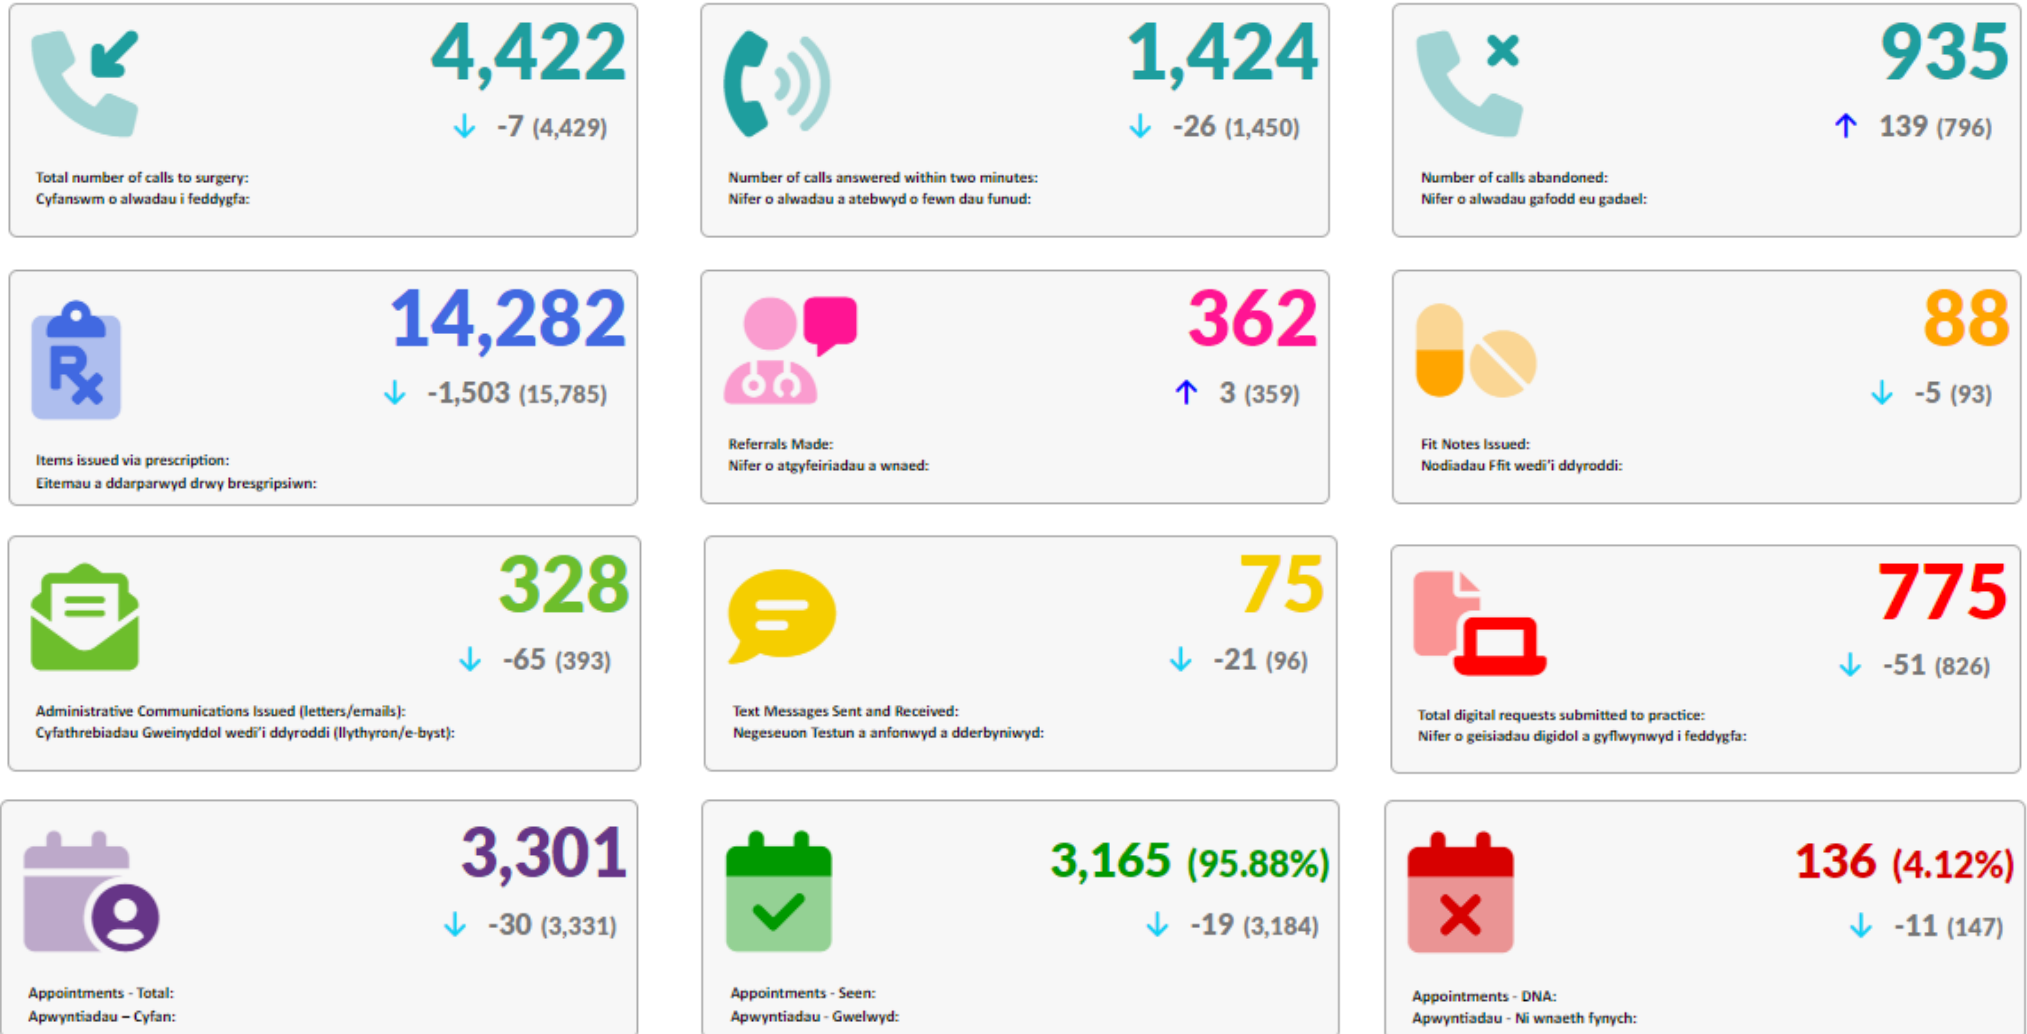 4,422
-7 (4,429)
Total number of calls to surgery:
Cyfanswm o alwadau i feddygfa:
1,424
-26 (1,450)
Number of calls answered within two minutes:
Nifer o alwadau a atebwyd o fewn dau funud:
935
139 (796)
Number of calls abandoned:
Nifer o alwadau gafodd eu gadael:
14,282
-1,503 (15,785)
Rx
Items issued via prescription:
Eitemau a ddarparwyd drwy bresgripsiwn:
362
3 (359)
Referrals Made:
Nifer o atgyfeiriadau a wnaed:
88
-5 (93)
Fit Notes Issued:
Nodiadau Ffit wedi'i ddyroddi:
328
-65 (393)
Administrative Communications Issued (letters/emails):
Cyfathrebiadau Gweinyddol wedi'i ddyroddi (llythyron/e-byst):
75
-21 (96)
Text Messages Sent and Received:
Negeseuon Testun a anfonwyd a dderbyniwyd:
775
-51 (826)
Total digital requests submitted to practice:
Nifer o geisiadau digidol a gyflwynwyd i feddygfa:
3,301
-30 (3,331)
Appointments - Total:
Apwyntiadau – Cyfan:
3,165 (95.88%)
-19 (3,184)
Appointments - Seen:
Apwyntiadau - Gwelwyd:
136 (4.12%)
-11 (147)
Appointments - DNA:
Apwyntiadau - Ni wnaeth fynych: